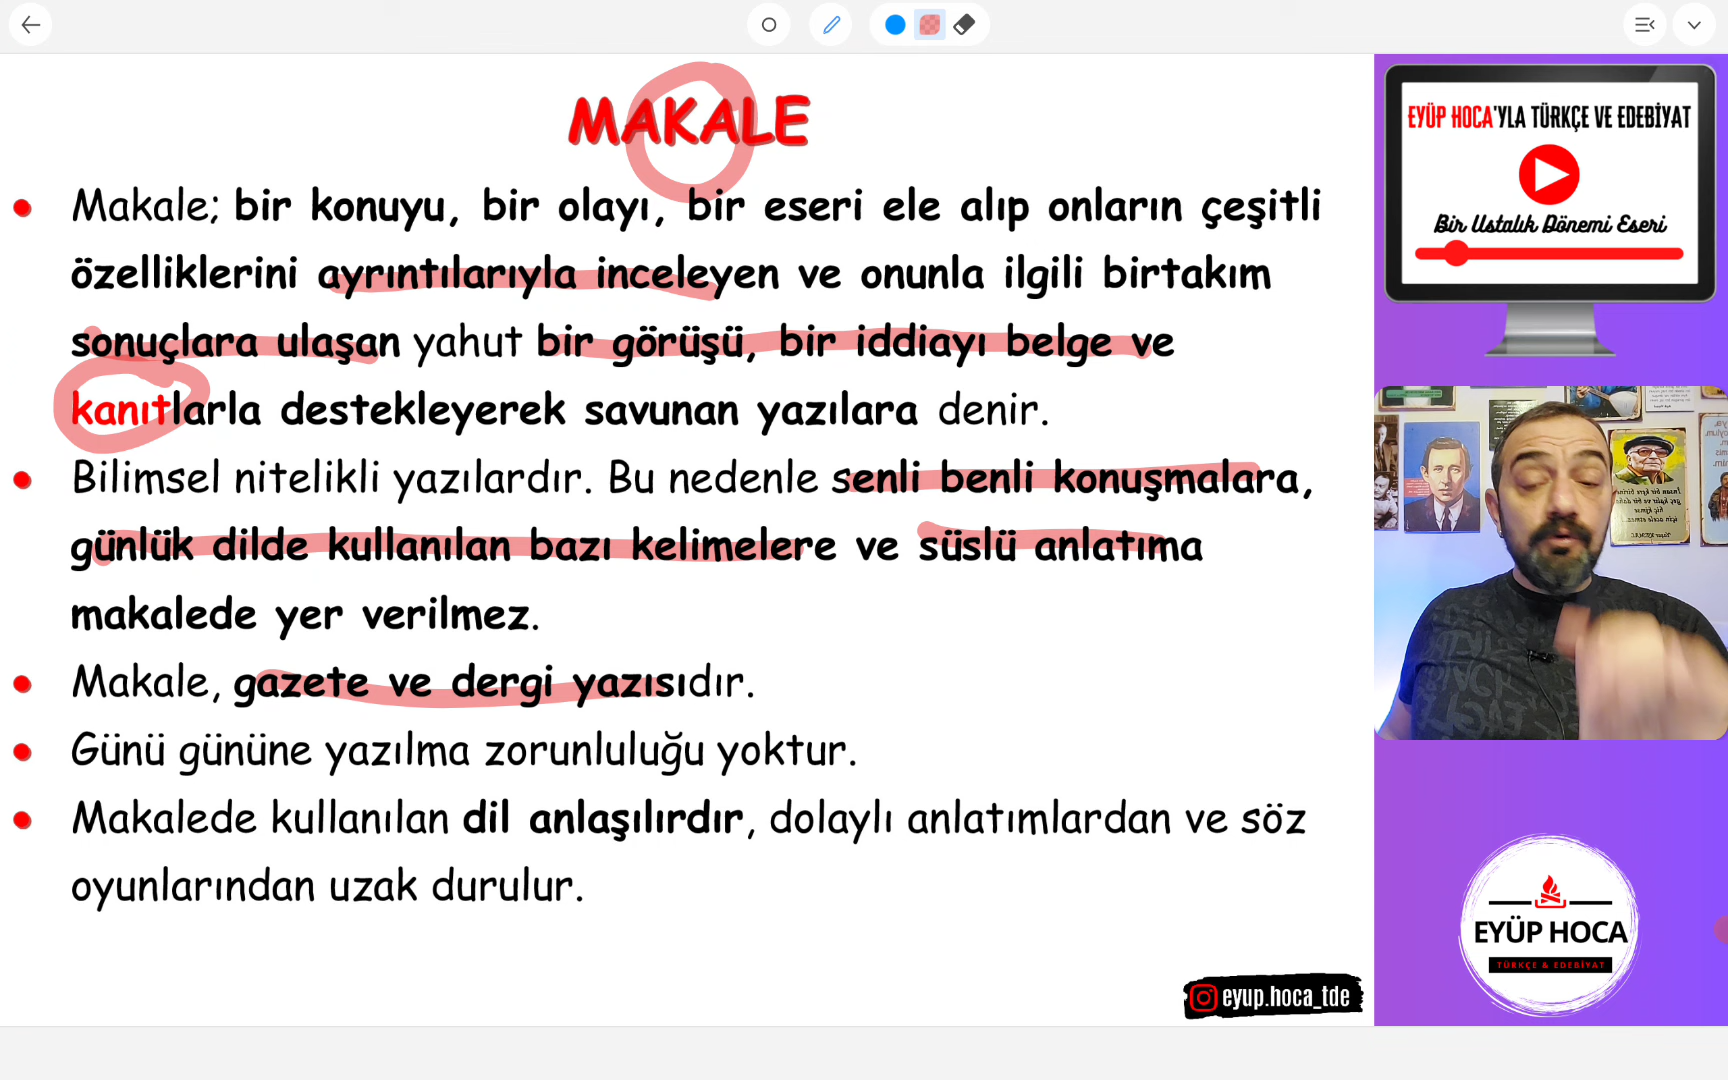 MAKALE
Makale; bir konuyu, bir olayı, bir eseri ele alıp onların çeşitli
özelliklerini ayrıntılarıyla inceleyen ve onunla ilgili birtakım
sonuçlara ulaşan yahut bir görüşü, bir iddiayı belge ve
kanıtlarla destekleyerek savunan yazılara denir.
Bilimsel nitelikli yazılardır. Bu nedenle senli benli konuşmalara,
günlük dilde kullanılan bazı kelimelere ve süslü anlatıma
makalede yer verilmez.
Makale, gazete ve dergi yazısıdır.
Günü gününe yazılma zorunluluğu yoktur.
Makalede kullanılan dil anlaşılırdır, dolaylı anlatımlardan ve söz
oyunlarından uzak durulur.
eyup.hoca_tde
EYÜP HOCA'YLA TÜRKÇE VE EDEBİYAT
Bir Ustalık Dönemi Eseri
EYÜP HOCA
TÜRKÇE & EDEBİYAT